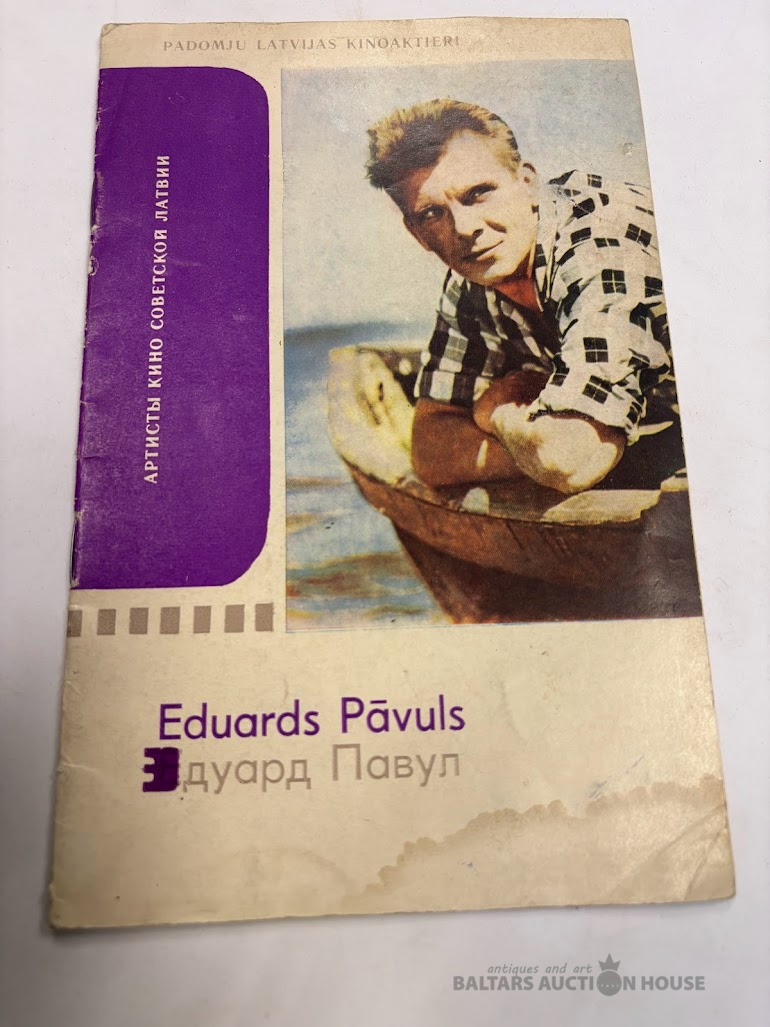 PADOMJU LATVIJAS KINOAKTIERI
АРТИСТЫ КИНО СОВЕТСКОЙ ЛАТВИИ
Eduards Pāvuls
Эдуард Павул
antiques and art
BALTARS AUCTION HOUSE